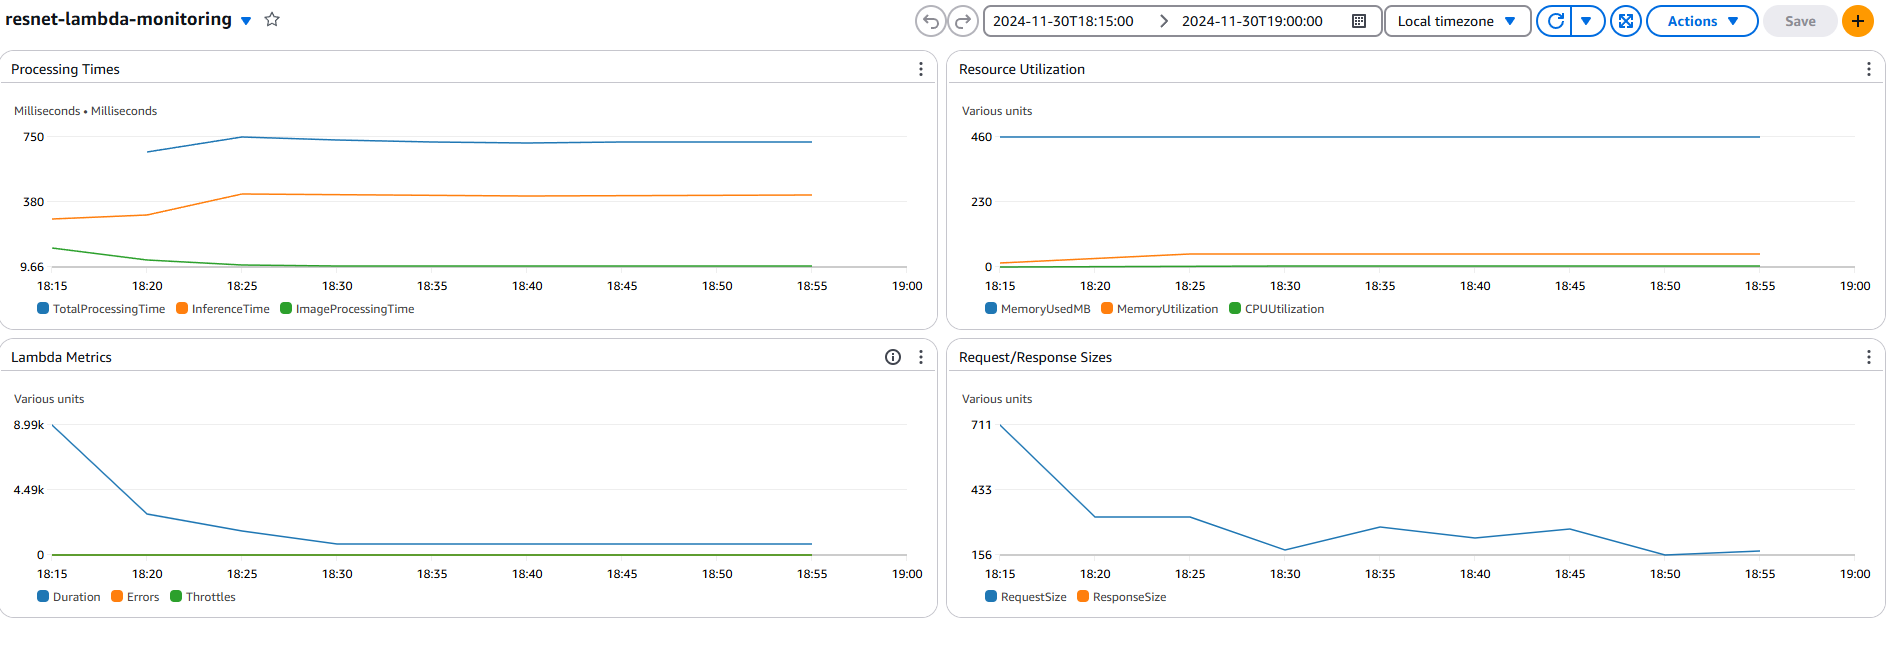 resnet-lambda-monitoring
2024-11-30T18:15:00 2024-11-30T19:00:00 Local timezone Actions Save
Processing Times
Milliseconds • Milliseconds
750
380
9.66
18:15 18:20 18:25 18:30 18:35 18:40 18:45 18:50 18:55 19:00
TotalProcessingTime InferenceTime ImageProcessingTime
Resource Utilization
Various units
460
230
0
18:15 18:20 18:25 18:30 18:35 18:40 18:45 18:50 18:55 19:00
MemoryUsedMB MemoryUtilization CPUUtilization
Lambda Metrics
Various units
8.99k
4.49k
0
18:15 18:20 18:25 18:30 18:35 18:40 18:45 18:50 18:55 19:00
Duration Errors Throttles
Request/Response Sizes
Various units
711
433
156
18:15 18:20 18:25 18:30 18:35 18:40 18:45 18:50 18:55 19:00
RequestSize ResponseSize